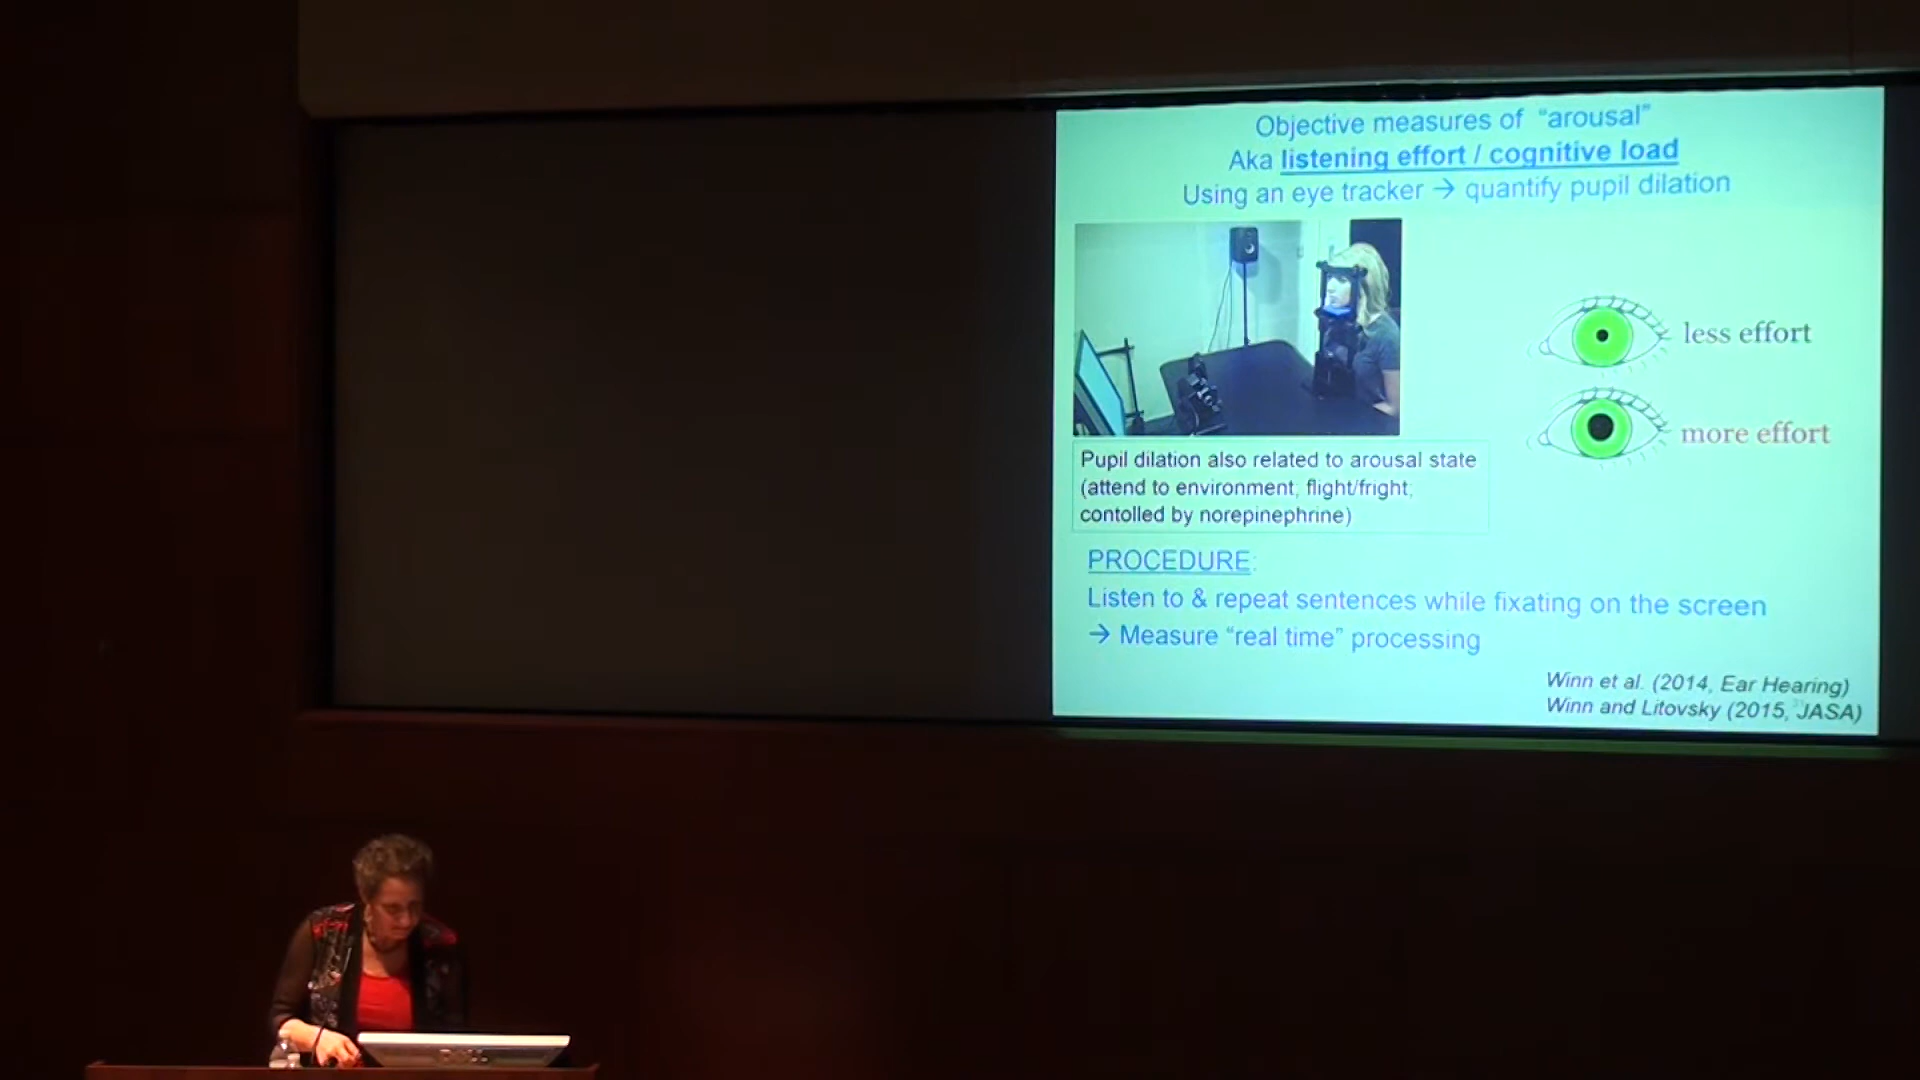 Objective measures of "arousal"
Aka listening effort / cognitive load
Using an eye tracker → quantify pupil dilation
less effort
more effort
Pupil dilation also related to arousal state
(attend to environment; flight/fright;
contolled by norepinephrine)
PROCEDURE:
Listen to & repeat sentences while fixating on the screen
→ Measure "real time" processing
Winn et al. (2014, Ear Hearing)
Winn and Litovsky (2015, JASA)
DELL